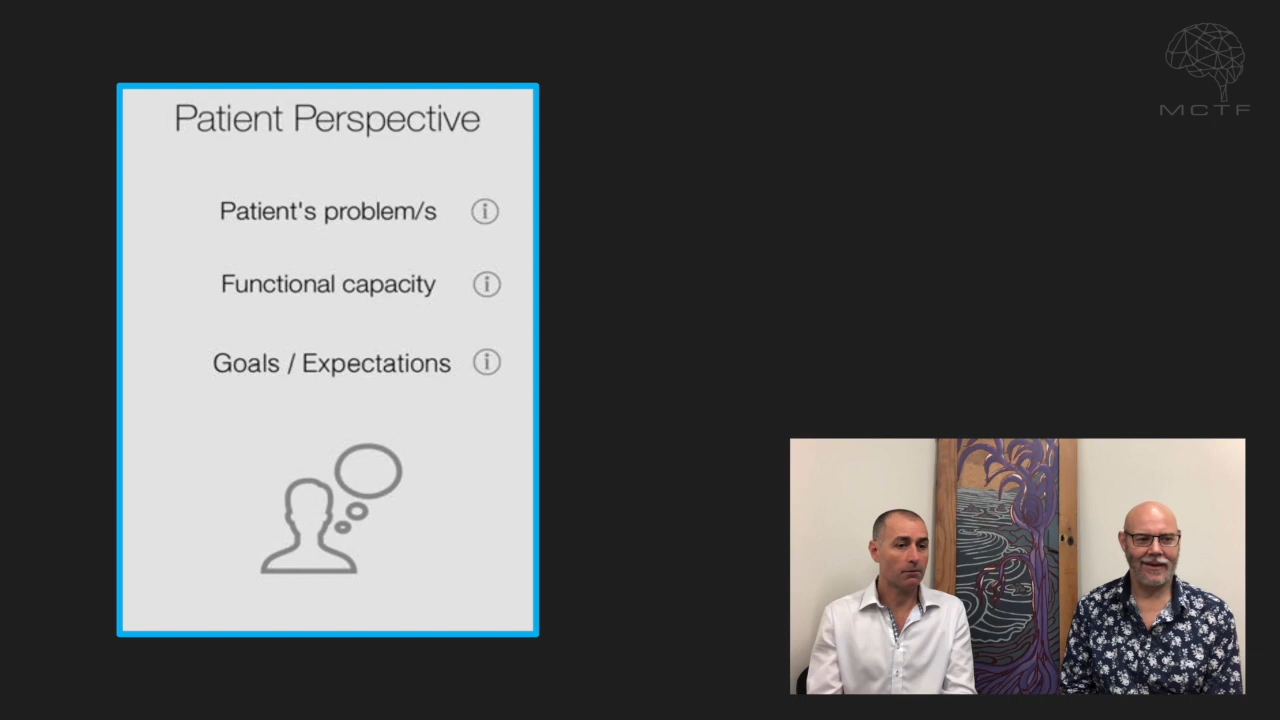 Patient Perspective
Patient's problem/s
Functional capacity
Goals / Expectations
MCTF